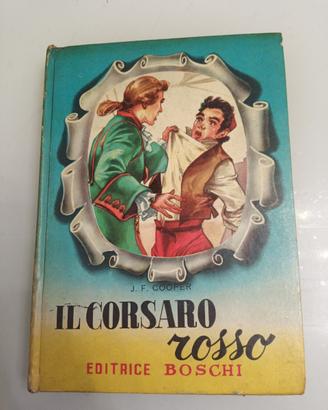 J. F. COOPER
IL CORSARO
rosso
EDITRICE BOSCHI